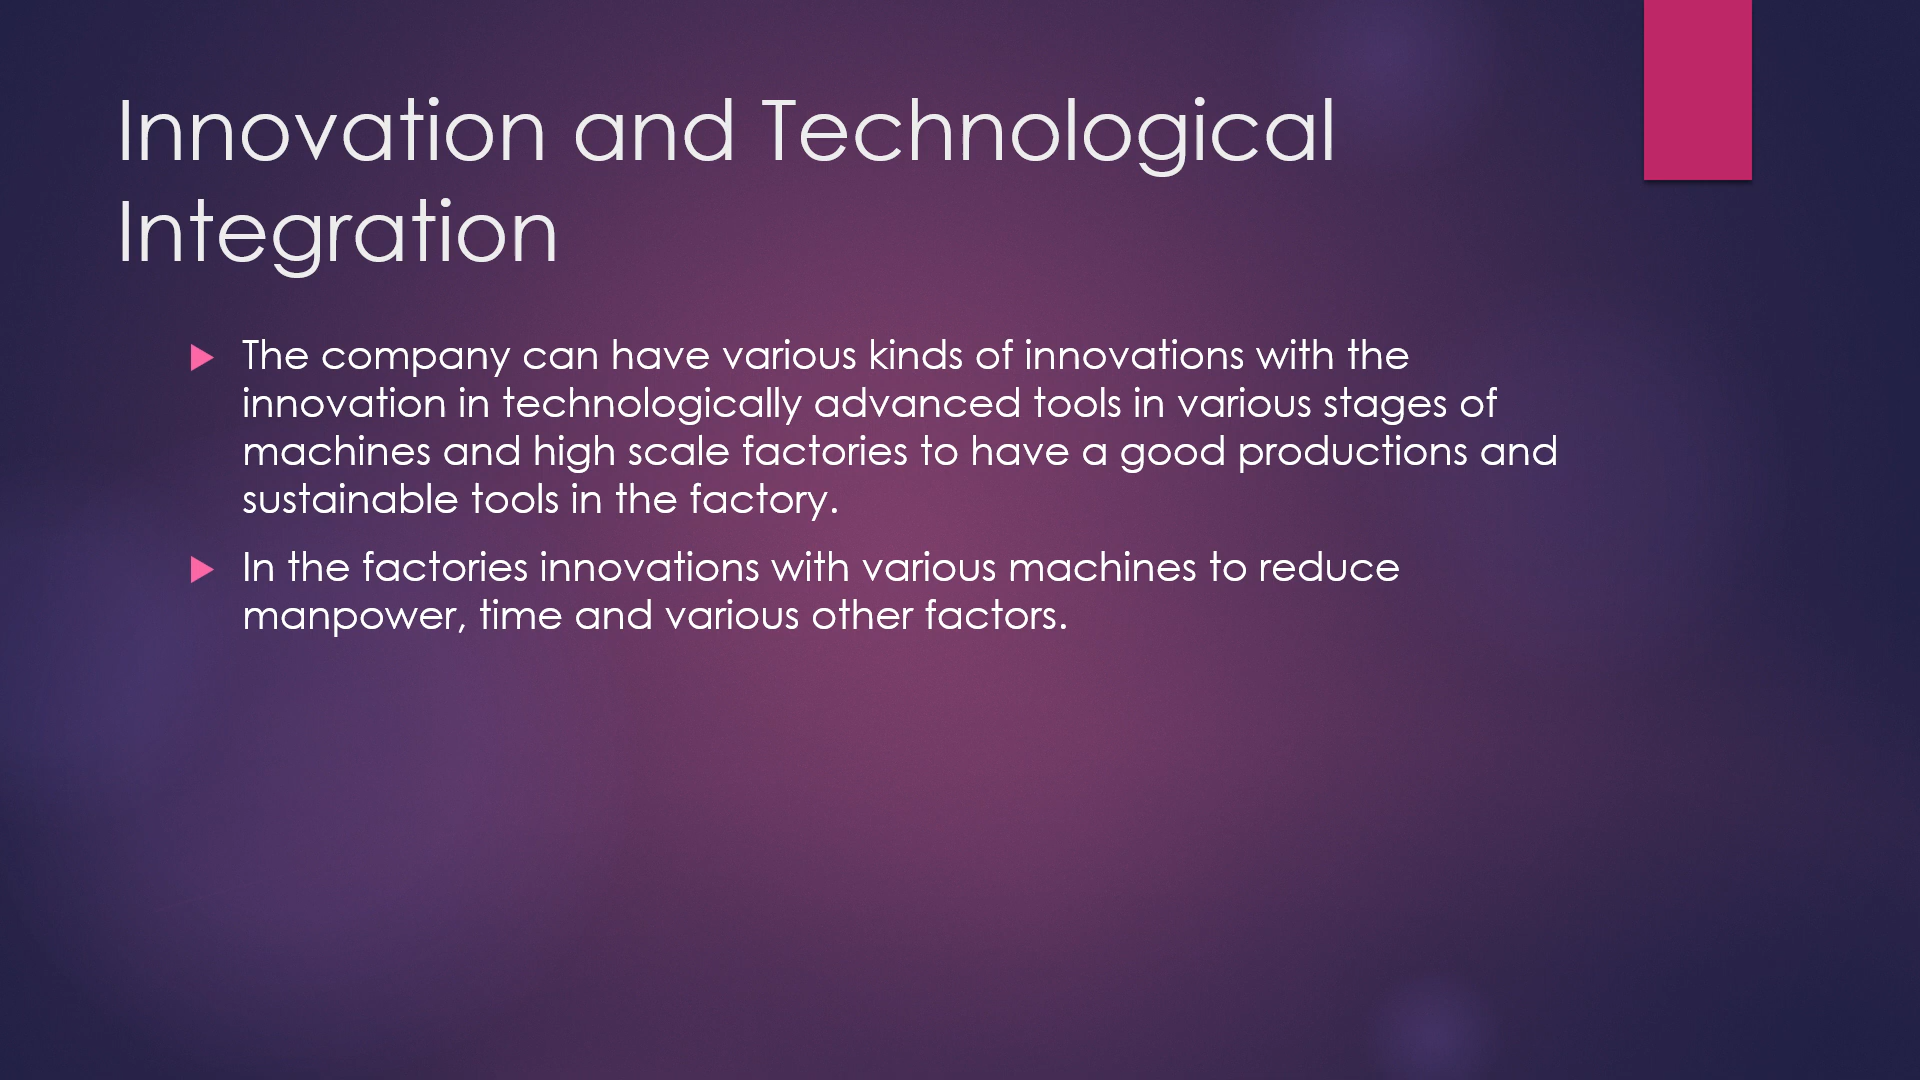 Innovation and Technological
Integration
The company can have various kinds of innovations with the
innovation in technologically advanced tools in various stages of
machines and high scale factories to have a good productions and
sustainable tools in the factory.
In the factories innovations with various machines to reduce
manpower, time and various other factors.